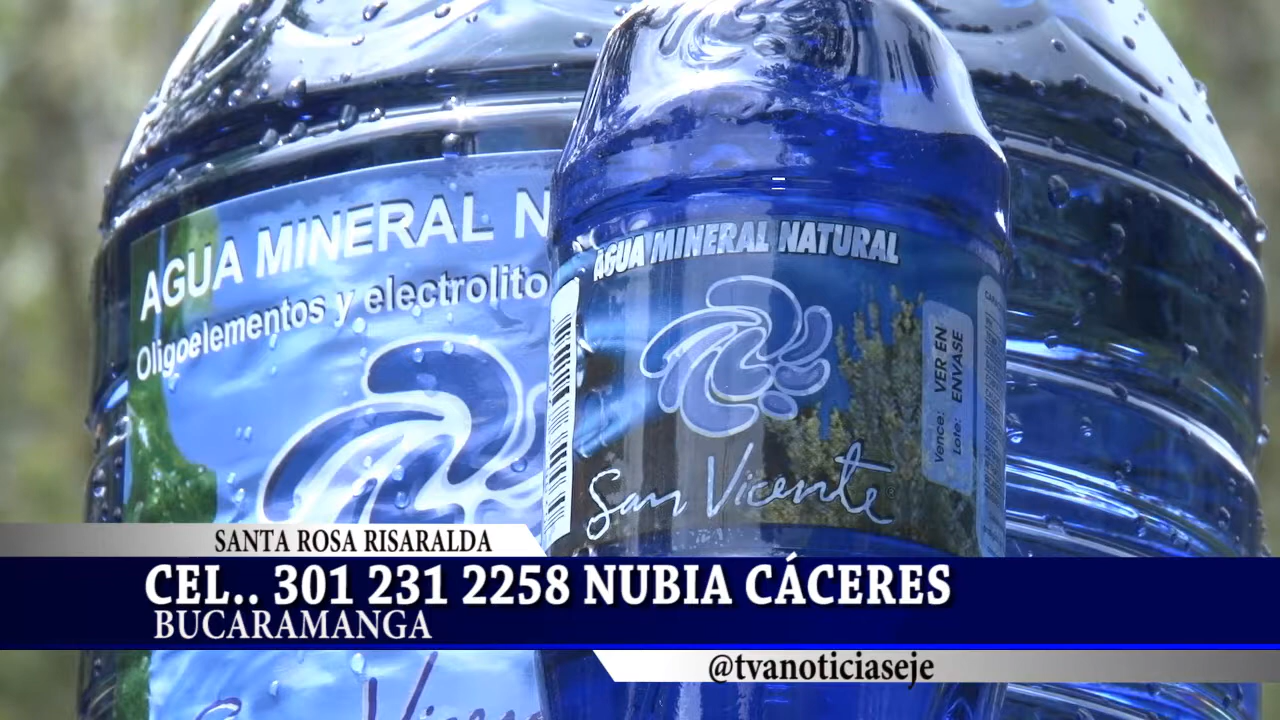 AGUA MINERAL N
Oligoelementos y electrolito
AGUA MINERAL NATURAL
San Vicente
Vence: VER EN
Lote: ENVASE
SANTA ROSA RISARALDA
CEL.. 301 231 2258 NUBIA CÁCERES
BUCARAMANGA
@tvanoticiaseje